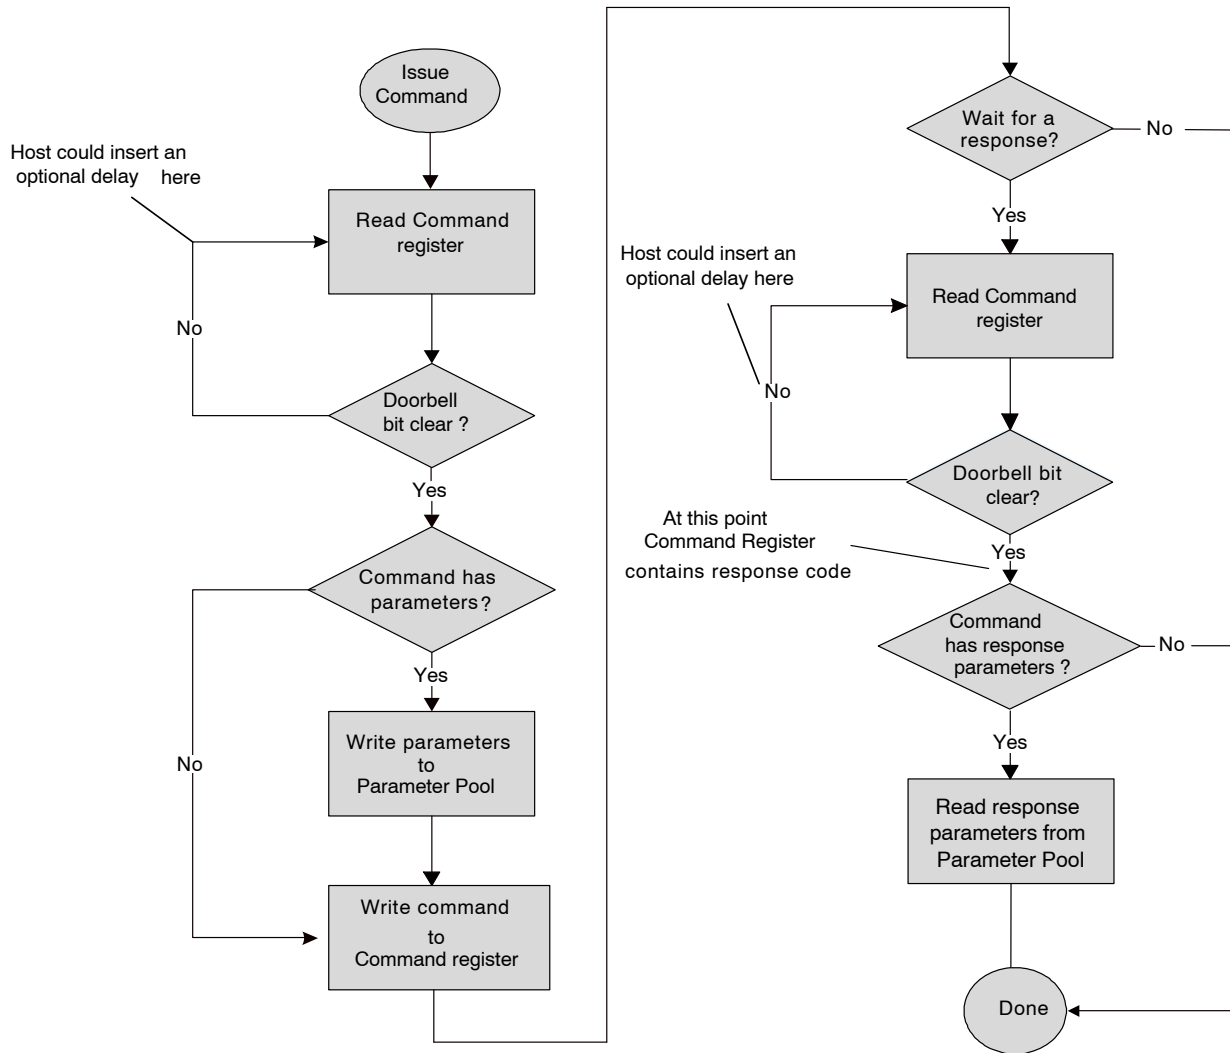 Issue
Command
Host could insert an
optional delay here
Read Command
register
No
Doorbell
bit clear ?
Yes
Command has
parameters?
Yes
No
Write parameters
to
Parameter Pool
Write command
to
Command register
Wait for a
response?
No
Yes
Host could insert an
optional delay here
Read Command
register
No
Doorbell bit
clear?
At this point
Command Register
contains response code
Yes
Command
has response
parameters ?
No
Yes
Read response
parameters from
Parameter Pool
Done